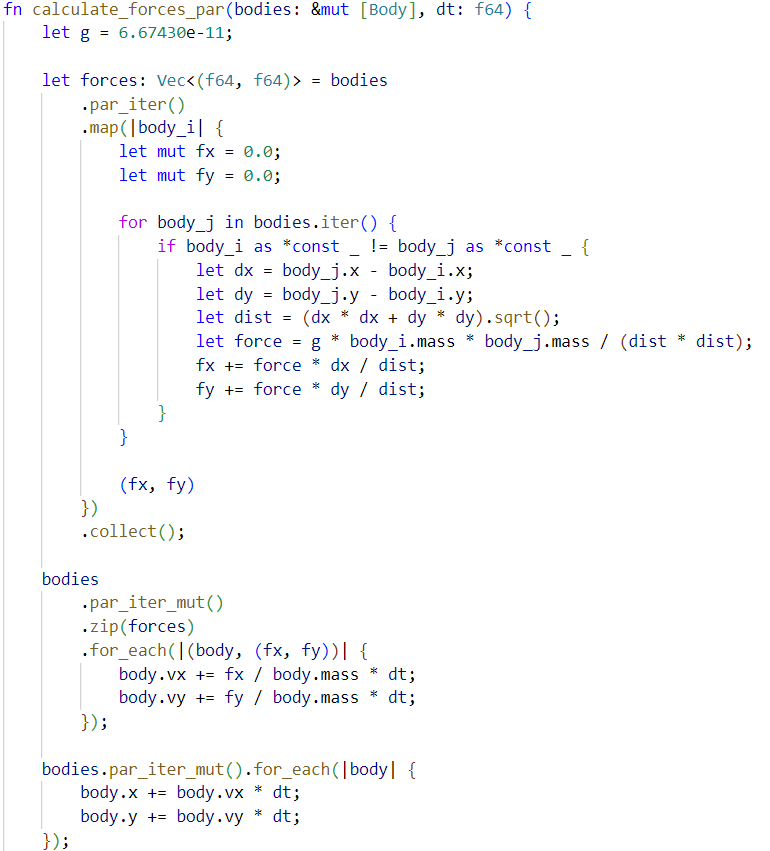 fn calculate_forces_par(bodies: &mut [Body], dt: f64) {
    let g = 6.67430e-11;

    let forces: Vec<(f64, f64)> = bodies
        .par_iter()
        .map(|body_i| {
            let mut fx = 0.0;
            let mut fy = 0.0;

            for body_j in bodies.iter() {
                if body_i as *const _ != body_j as *const _ {
                    let dx = body_j.x - body_i.x;
                    let dy = body_j.y - body_i.y;
                    let dist = (dx * dx + dy * dy).sqrt();
                    let force = g * body_i.mass * body_j.mass / (dist * dist);
                    fx += force * dx / dist;
                    fy += force * dy / dist;
                }
            }

            (fx, fy)
        })
        .collect();

    bodies
        .par_iter_mut()
        .zip(forces)
        .for_each(|(body, (fx, fy))| {
            body.vx += fx / body.mass * dt;
            body.vy += fy / body.mass * dt;
        });

    bodies.par_iter_mut().for_each(|body| {
        body.x += body.vx * dt;
        body.y += body.vy * dt;
    });